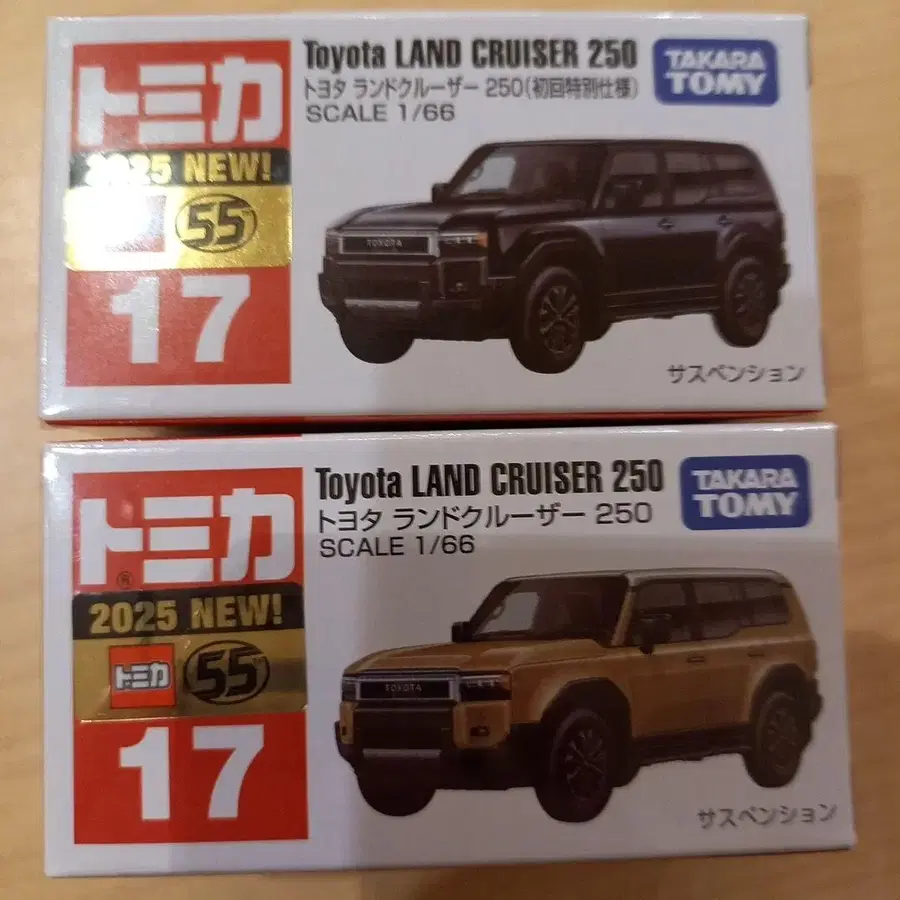 トミカ
2025 NEW!
55
17
Toyota LAND CRUISER 250
トヨタ ランドクルーザー 250(初回特別仕様)
SCALE 1/66
TAKARA
TOMY
TOYOTA
サスペンション
トミカ
®
2025 NEW!
トミカ
55
17
Toyota LAND CRUISER 250
トヨタ ランドクルーザー 250
SCALE 1/66
TAKARA
TOMY
TOYOTA
サスペンション